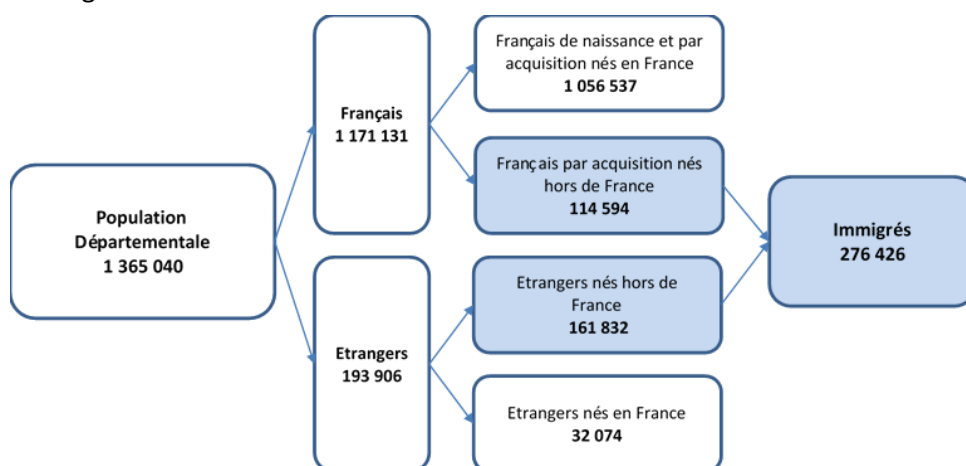 Français de naissance et par
acquisition nés en France
1 056 537
Français
1 171 131
Français par acquisition nés
hors de France
114 594
Population
Départementale
1 365 040
Immigrés
276 426
Etrangers nés hors de
France
161 832
Etrangers
193 906
Etrangers nés en France
32 074